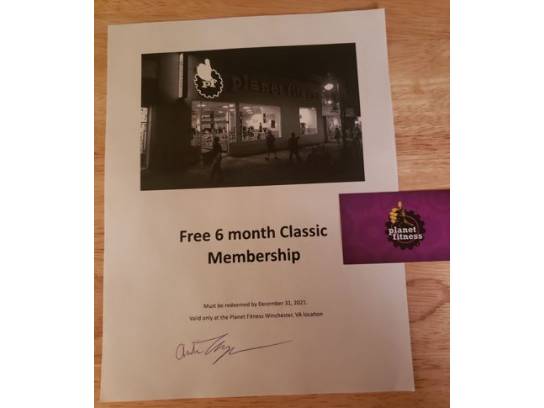 PF
planet fitness
Free 6 month Classic
Membership
planet
fitness
Must be redeemed by December 31, 2021.
Valid only at the Planet Fitness Winchester, VA location